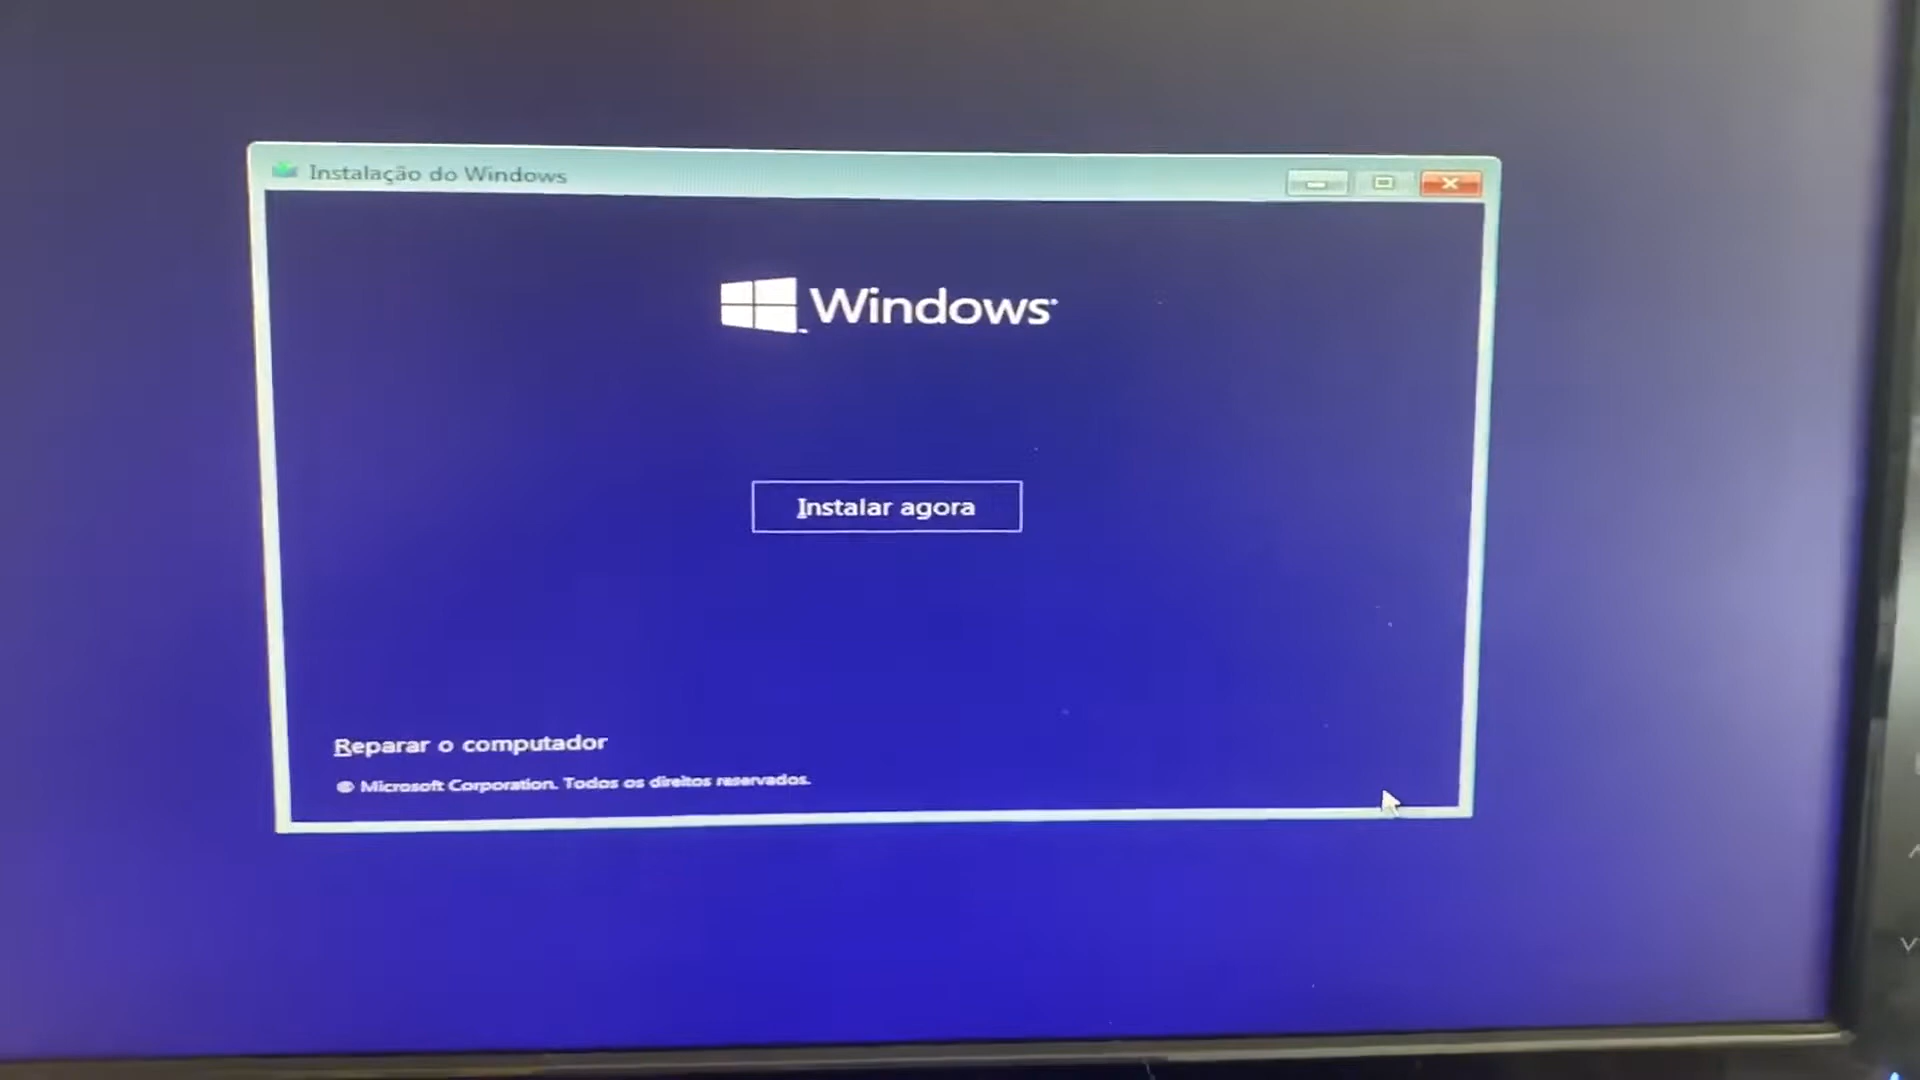 Instalação do Windows
Windows
Instalar agora
Reparar o computador
© Microsoft Corporation. Todos os direitos reservados.